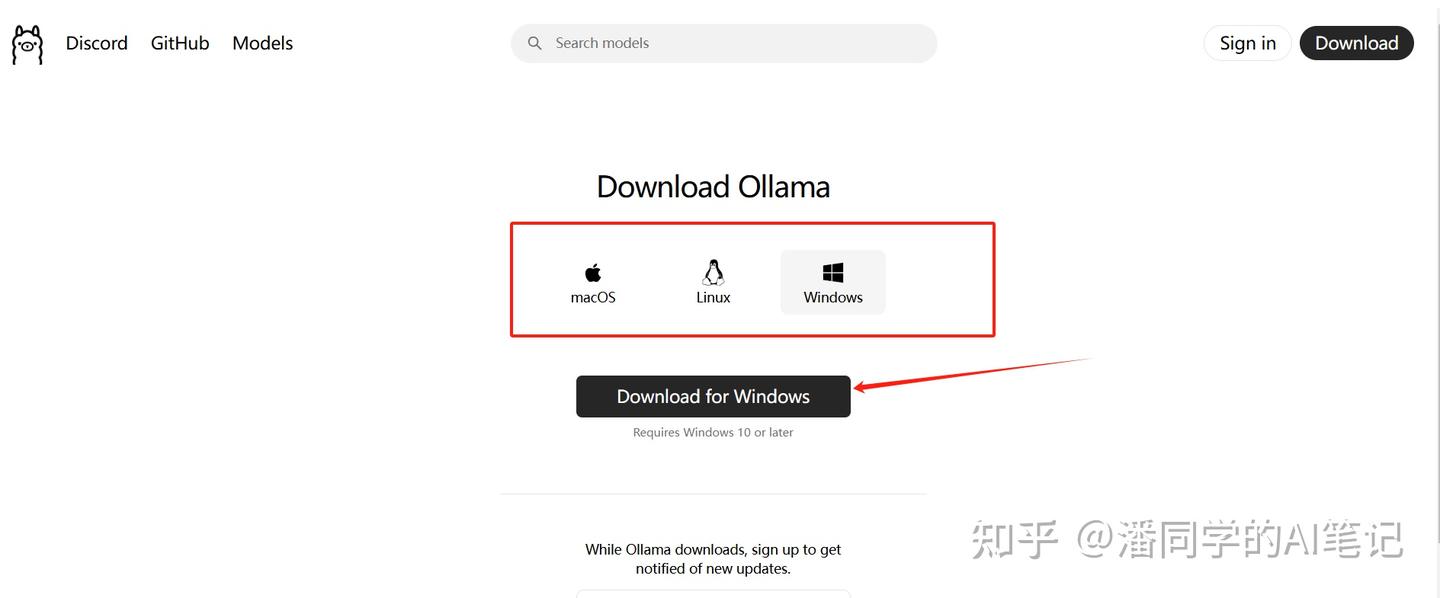 Discord GitHub Models Search models Sign in Download
Download Ollama
macOS Linux Windows
Download for Windows
Requires Windows 10 or later
While Ollama downloads, sign up to get
notified of new updates.
知乎 @潘同学的AI笔记